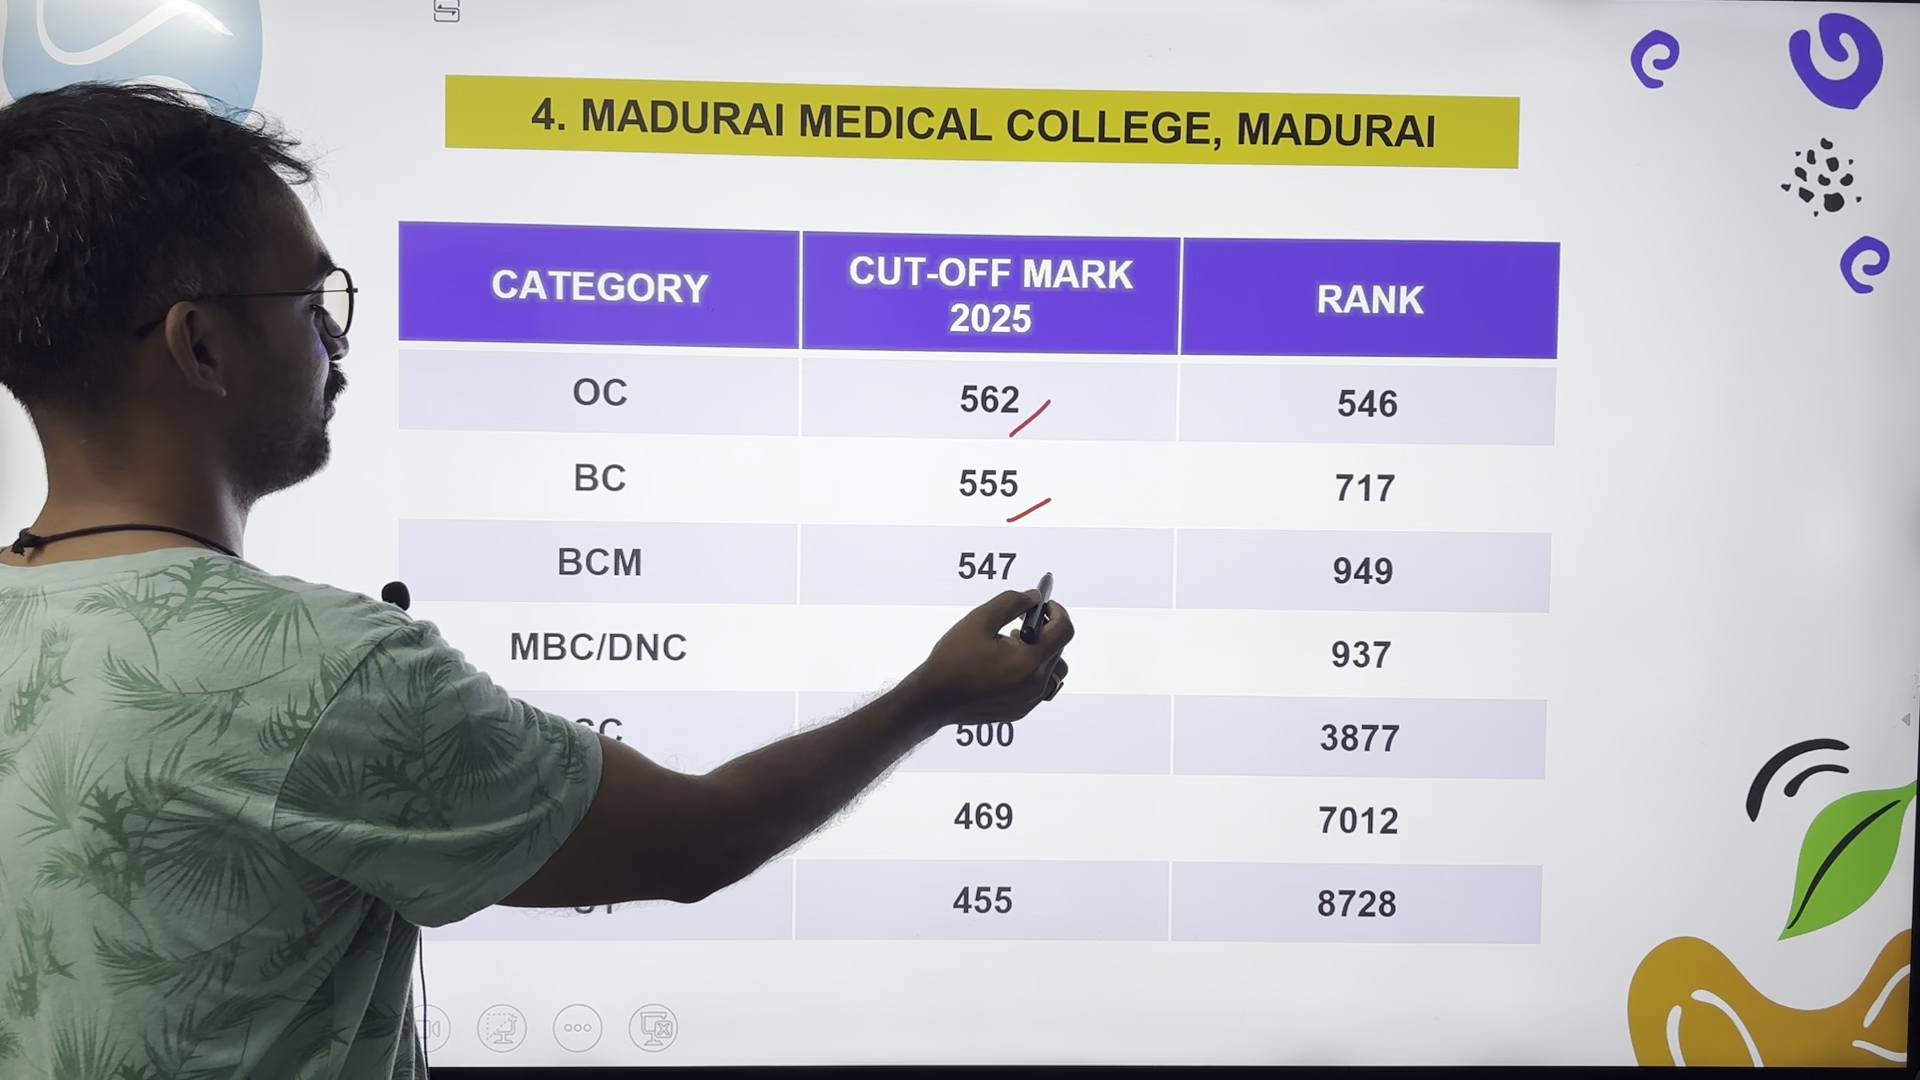 4. MADURAI MEDICAL COLLEGE, MADURAI
CATEGORY CUT-OFF MARK 2025 RANK
OC 562 546
BC 555 717
BCM 547 949
MBC/DNC 937
500 3877
469 7012
455 8728